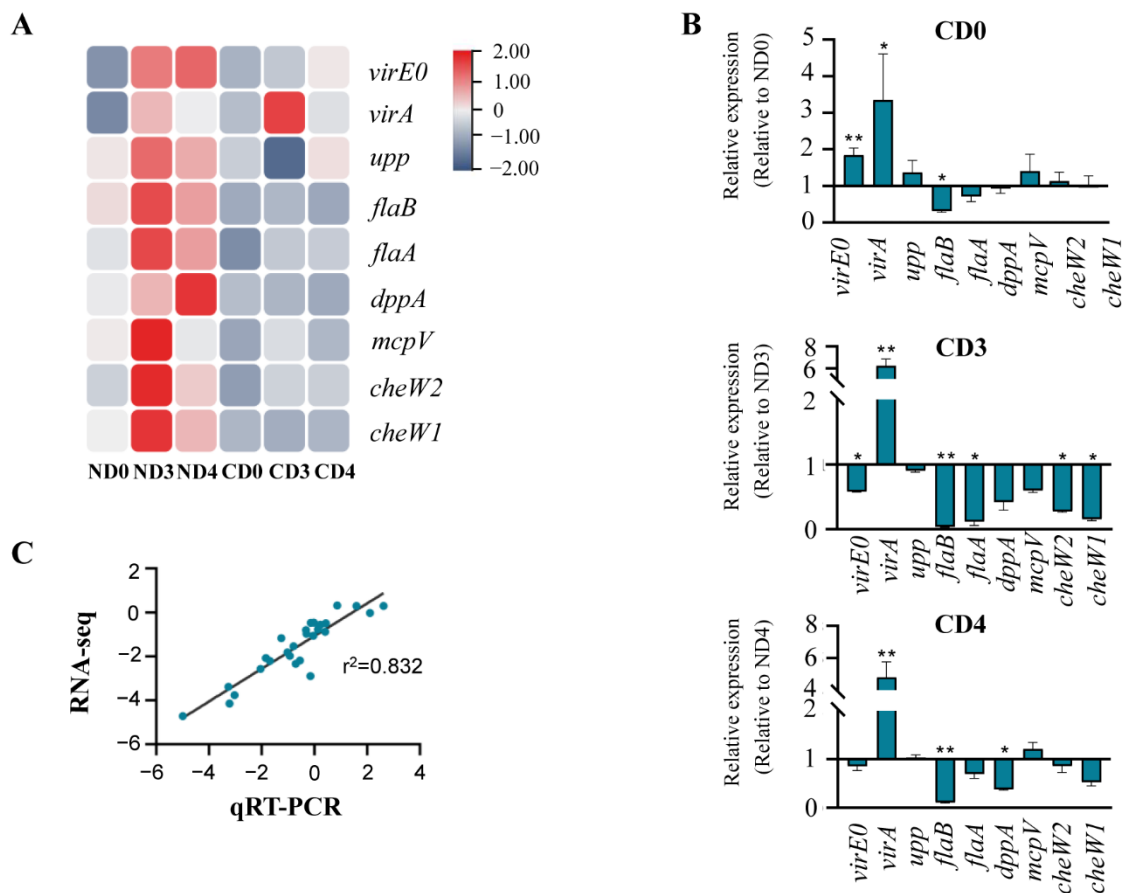 A
virE0
virA
upp
flaB
flaA
dppA
mcpV
cheW2
cheW1
ND0 ND3 ND4 CD0 CD3 CD4
2.00
1.00
0
−1.00
−2.00
B
CD0
Relative expression
(Relative to ND0)
5
4
3
2
1
0
** * *
virE0 virA upp flaB flaA dppA mcpV cheW2 cheW1
CD3
Relative expression
(Relative to ND3)
8
6
2
1
0
* ** ** * * *
virE0 virA upp flaB flaA dppA mcpV cheW2 cheW1
CD4
Relative expression
(Relative to ND4)
8
6
4
2
1
0
** ** *
virE0 virA upp flaB flaA dppA mcpV cheW2 cheW1
C
RNA-seq
2
0
−2
−4
−6
r²=0.832
−6 −4 −2 0 2 4
qRT-PCR